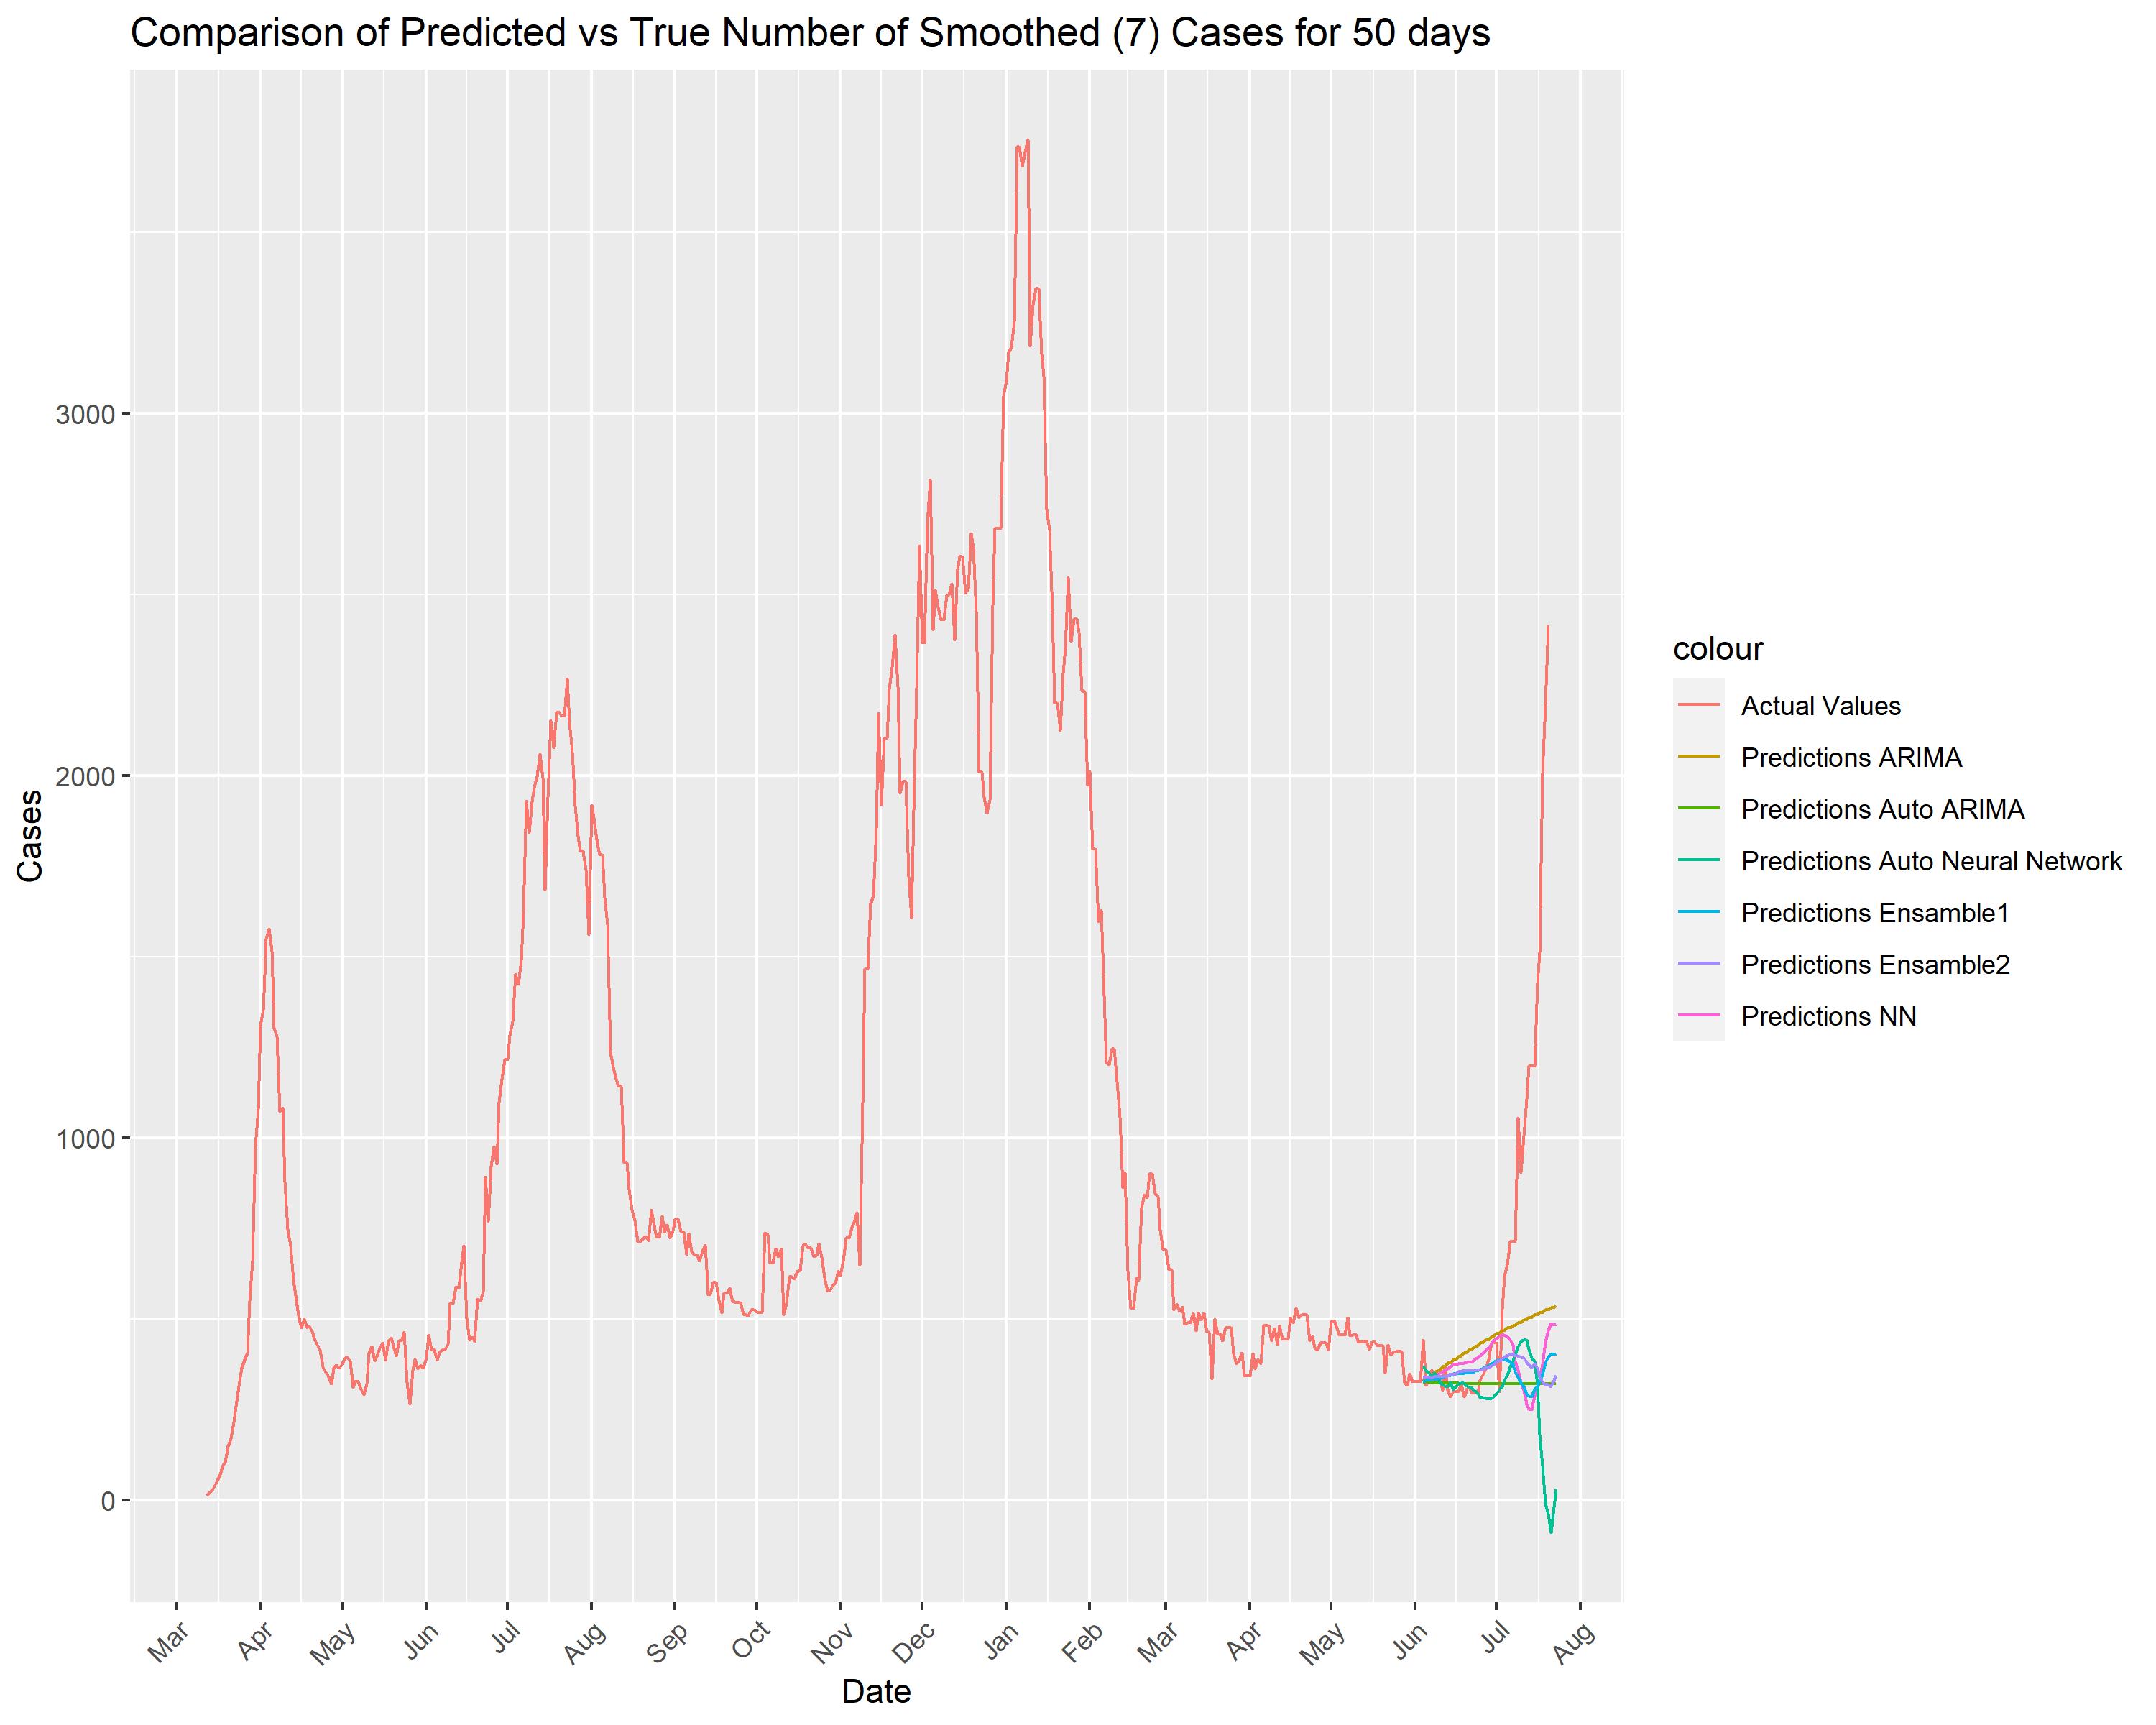 Comparison of Predicted vs True Number of Smoothed (7) Cases for 50 days
Cases
3000
2000
1000
0
Mar Apr May Jun Jul Aug Sep Oct Nov Dec Jan Feb Mar Apr May Jun Jul Aug
Date
colour
Actual Values
Predictions ARIMA
Predictions Auto ARIMA
Predictions Auto Neural Network
Predictions Ensamble1
Predictions Ensamble2
Predictions NN